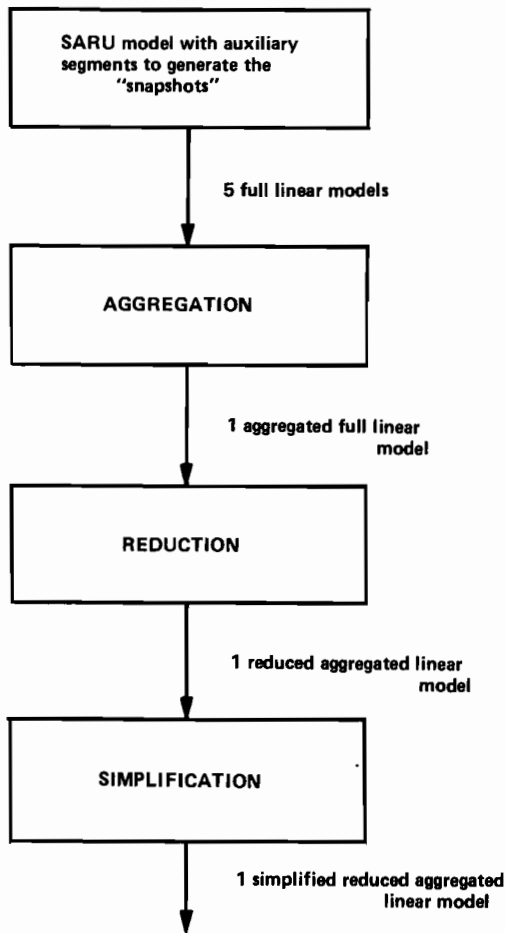 SARU model with auxiliary
segments to generate the
"snapshots"
5 full linear models
AGGREGATION
1 aggregated full linear
model
REDUCTION
1 reduced aggregated linear
model
SIMPLIFICATION
1 simplified reduced aggregated
linear model